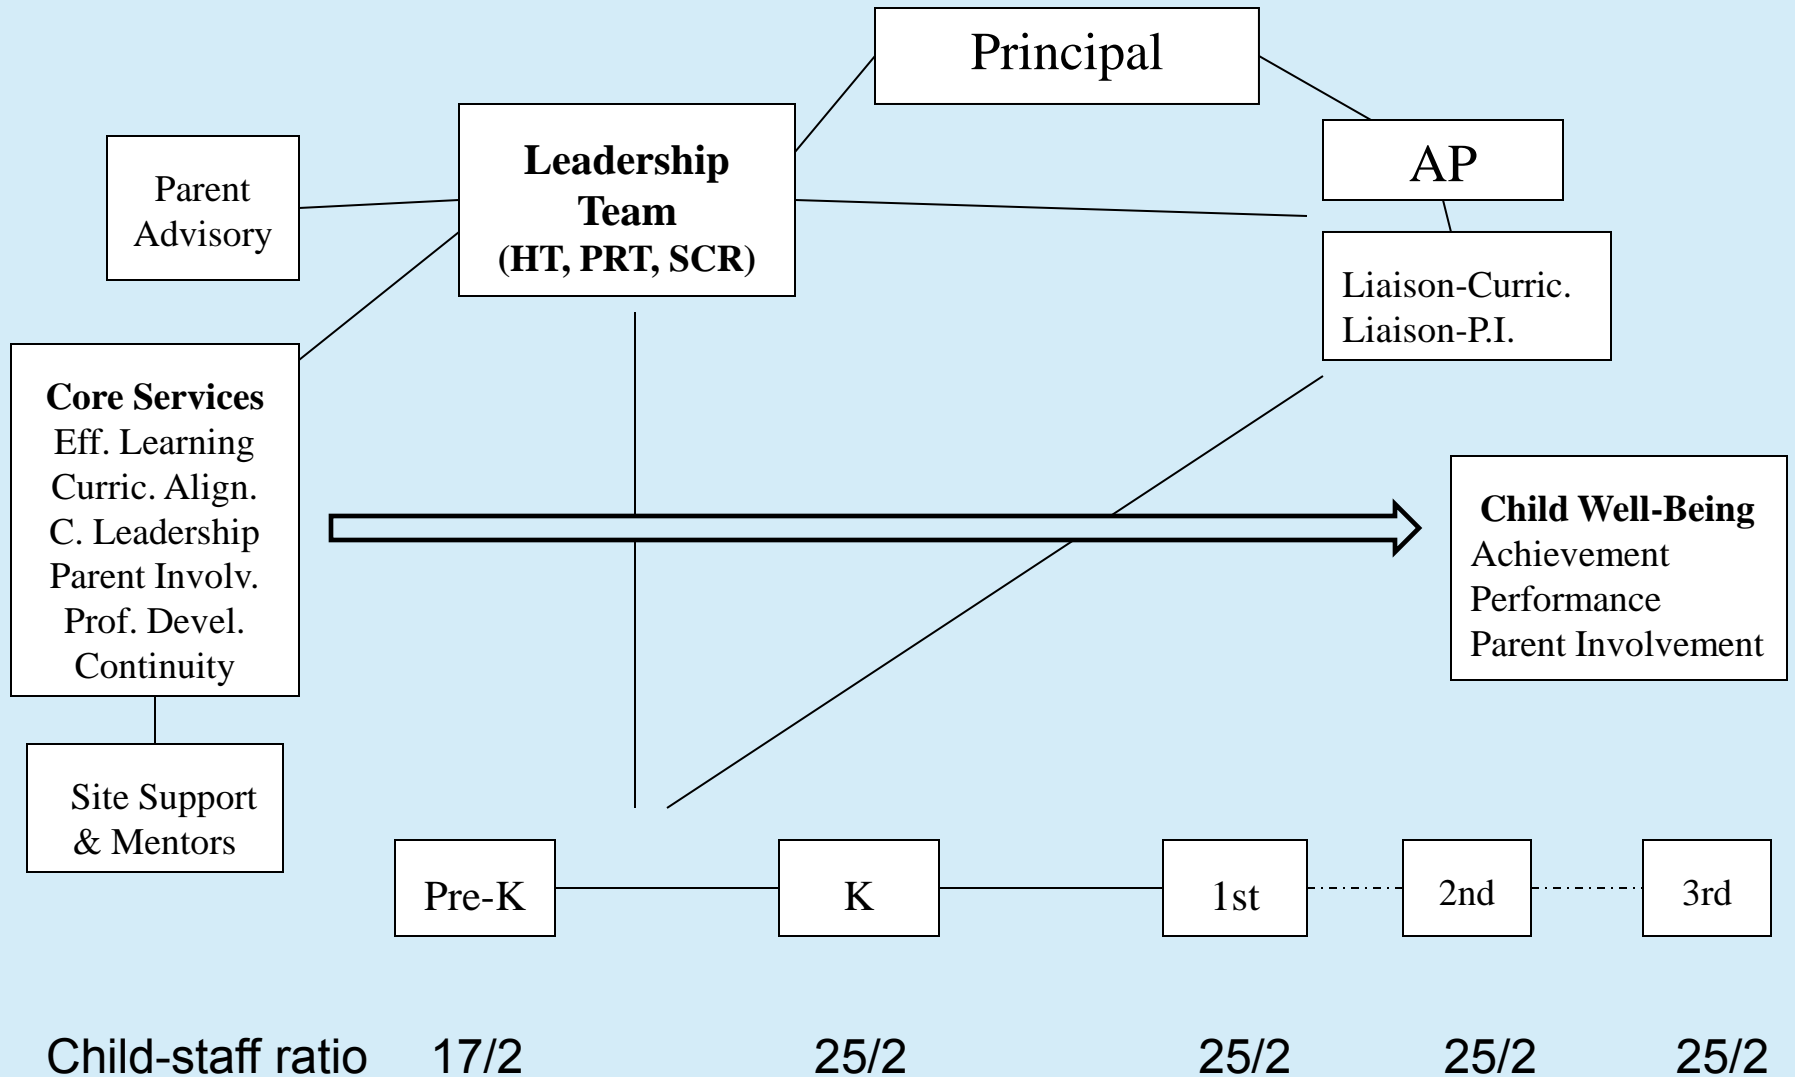 Principal
Leadership
Team
(HT, PRT, SCR)
AP
Parent
Advisory
Liaison-Curric.
Liaison-P.I.
Core Services
Eff. Learning
Curric. Align.
C. Leadership
Parent Involv.
Prof. Devel.
Continuity
Child Well-Being
Achievement
Performance
Parent Involvement
Site Support
& Mentors
Pre-K
K
1st
2nd
3rd
Child-staff ratio 17/2 25/2 25/2 25/2 25/2